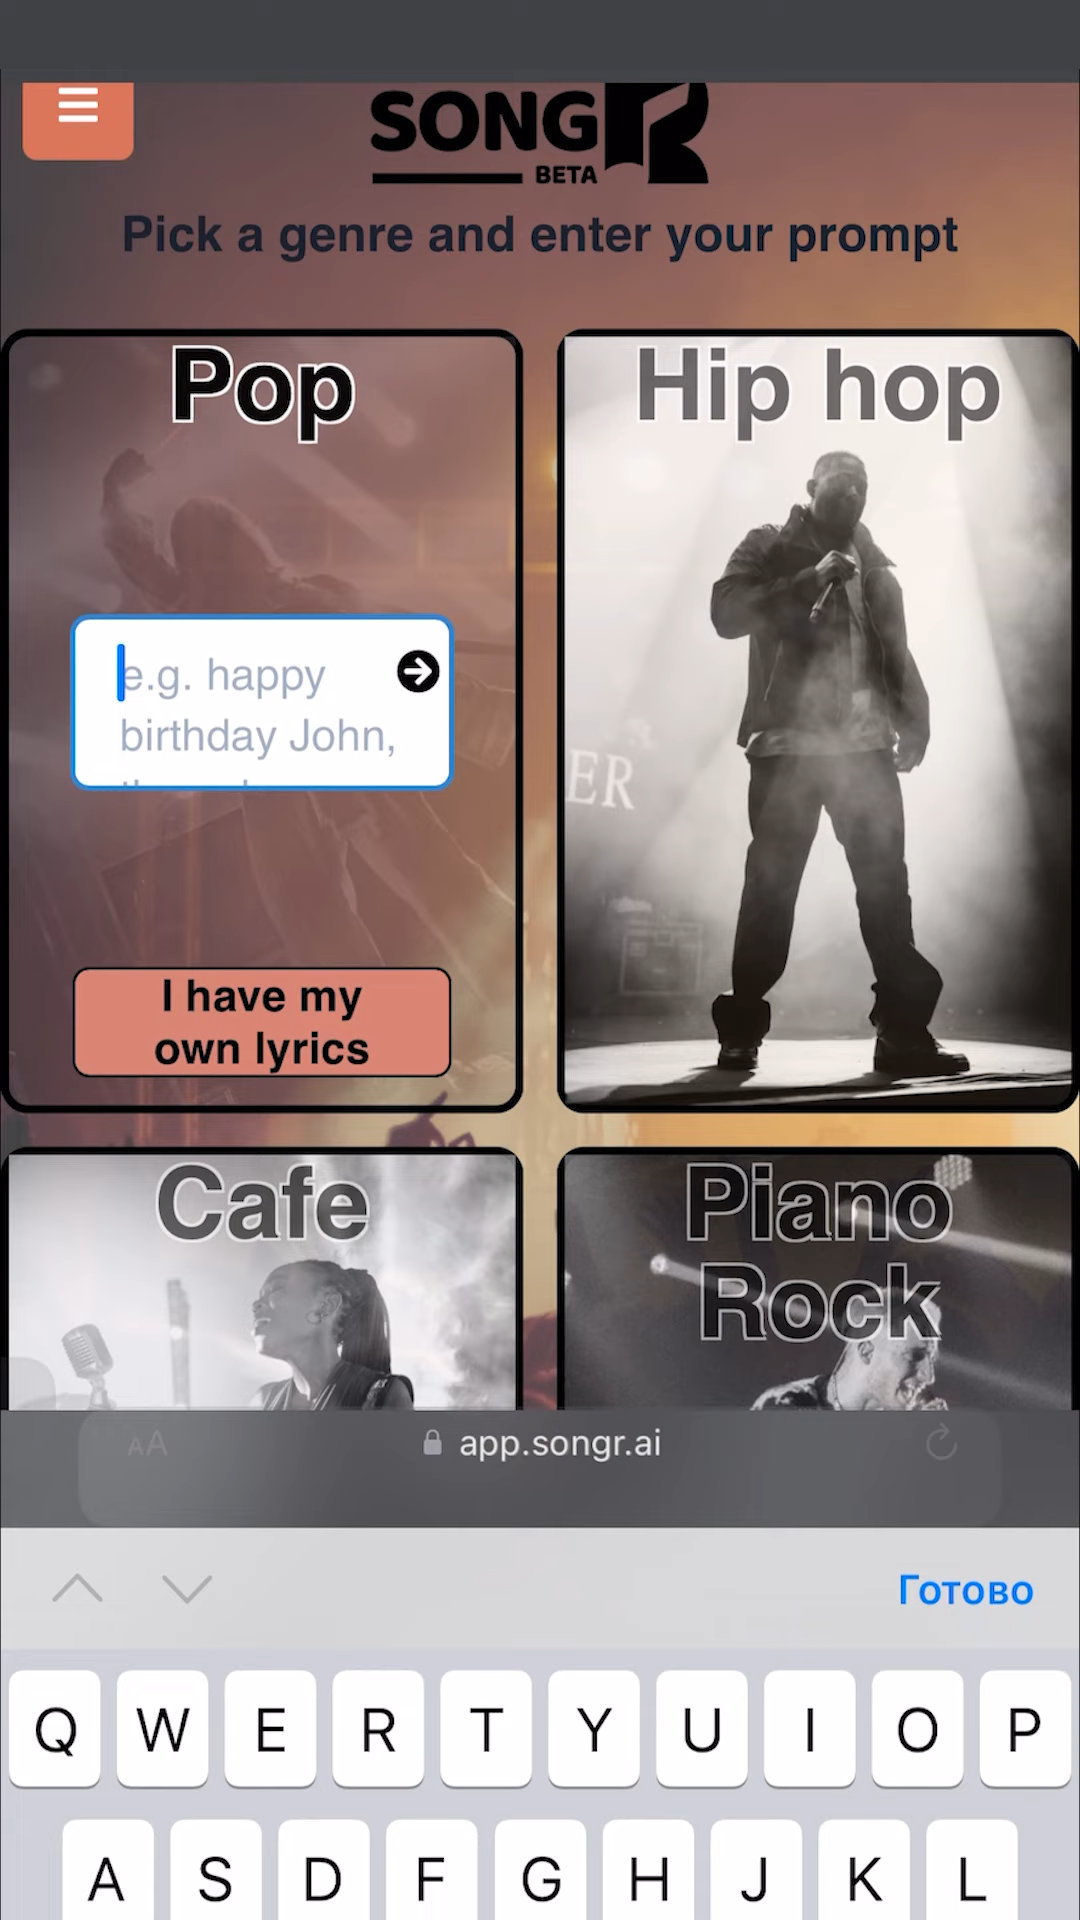 SONGR
BETA
Pick a genre and enter your prompt
Pop
Hip hop
e.g. happy
birthday John,
ER
I have my
own lyrics
Cafe
Piano
Rock
AA
app.songr.ai
Готово
Q W E R T Y U I O P
A S D F G H J K L